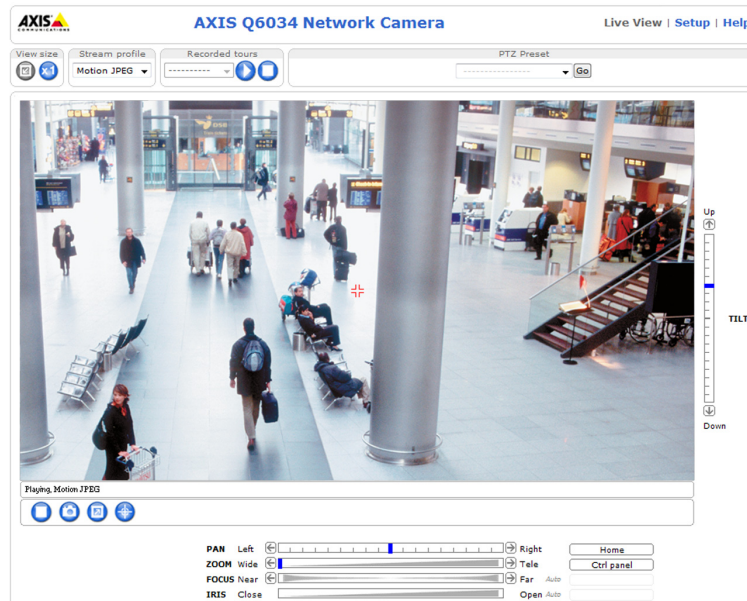 AXIS
COMMUNICATIONS
AXIS Q6034 Network Camera
Live View | Setup | Help
View size
Stream profile
Recorded tours
PTZ Preset
x1
Motion JPEG
----------
----------------
Go
Up
TILT
Down
Playing, Motion JPEG
PAN Left Right Home
ZOOM Wide Tele Ctrl panel
FOCUS Near Far Auto
IRIS Close Open Auto